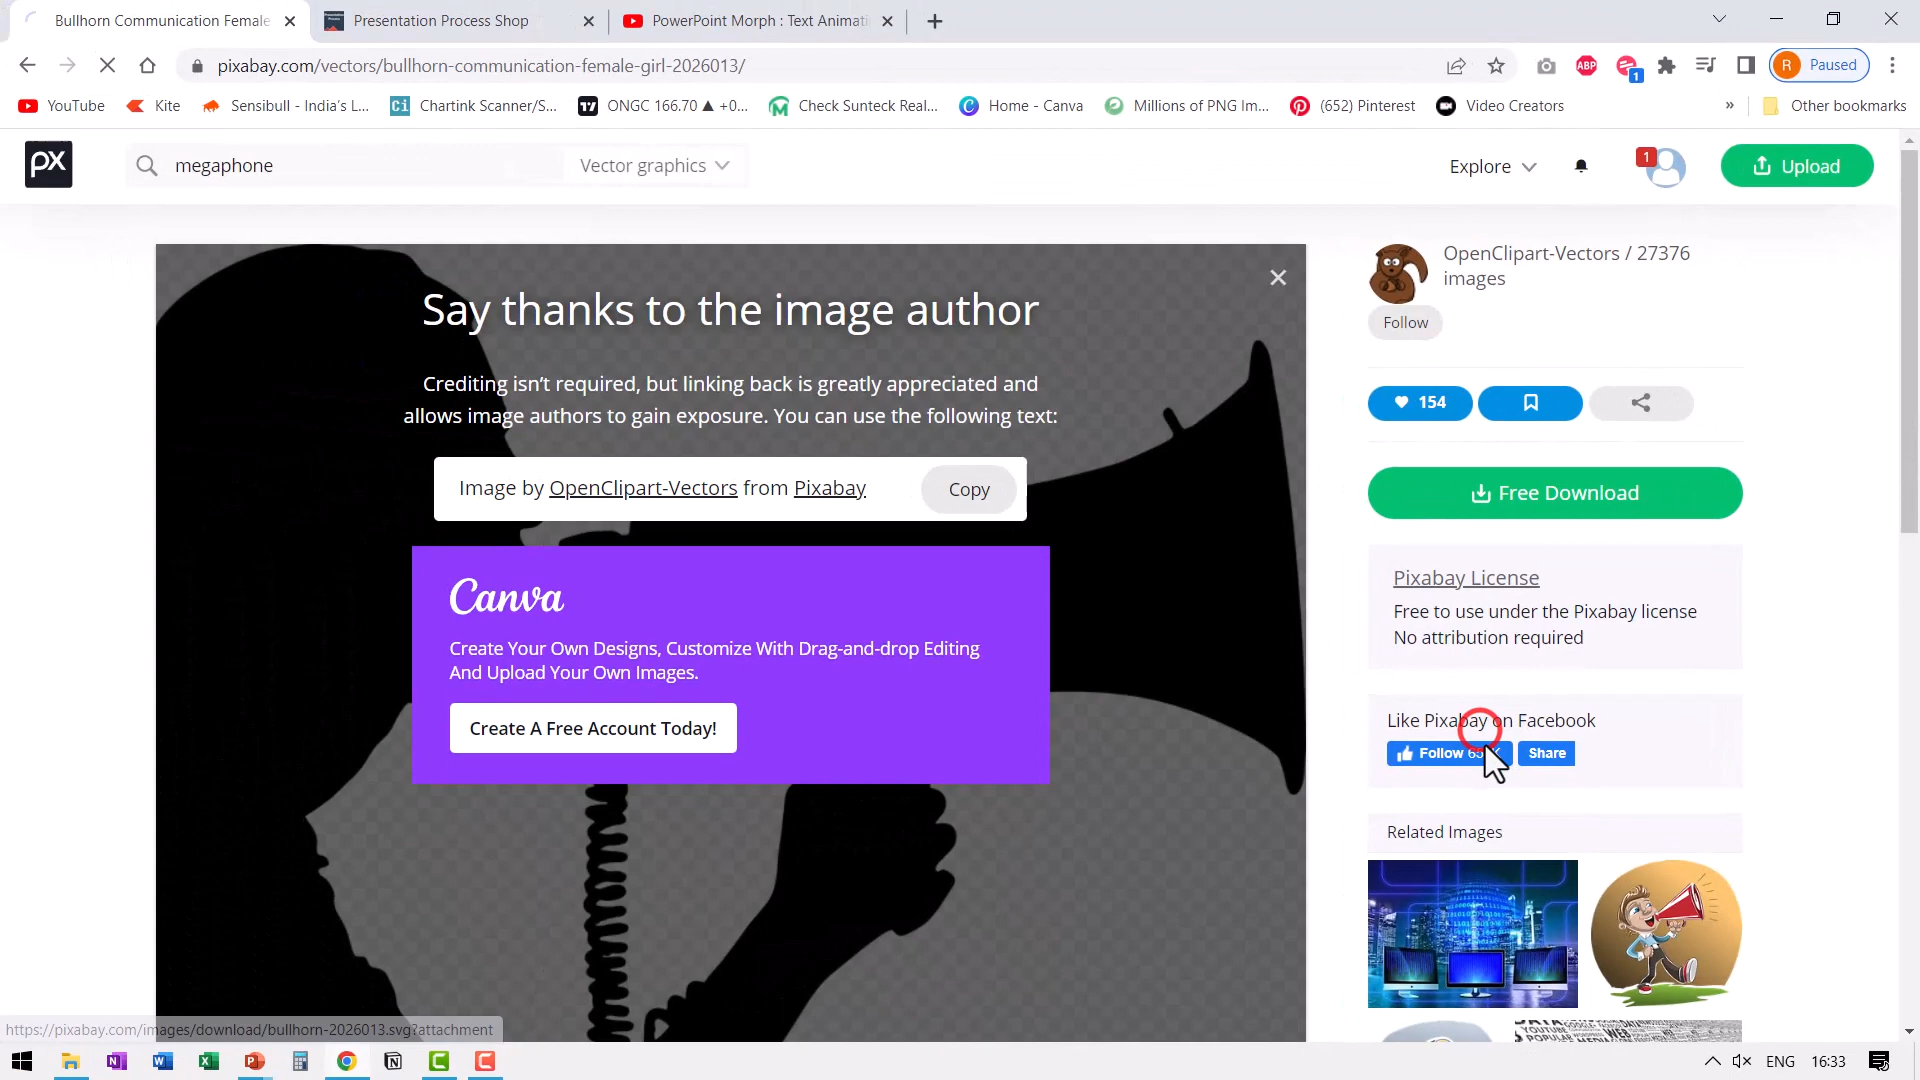 Bullhorn Communication Female
Presentation Process Shop
PowerPoint Morph : Text Animati
pixabay.com/vectors/bullhorn-communication-female-girl-2026013/
ABP
1
R
Paused
YouTube
Kite
Sensibull - India's L...
Ci
Chartink Scanner/S...
ONGC 166.70 ▲ +0...
Check Sunteck Real...
Home - Canva
Millions of PNG Im...
(652) Pinterest
Video Creators
»
Other bookmarks
px
megaphone
Vector graphics
Explore
1
Upload
Say thanks to the image author
Crediting isn't required, but linking back is greatly appreciated and
allows image authors to gain exposure. You can use the following text:
Image by OpenClipart-Vectors from Pixabay
Copy
Canva
Create Your Own Designs, Customize With Drag-and-drop Editing
And Upload Your Own Images.
Create A Free Account Today!
OpenClipart-Vectors / 27376
images
Follow
154
Free Download
Pixabay License
Free to use under the Pixabay license
No attribution required
Like Pixabay on Facebook
Follow
Share
Related Images
https://pixabay.com/images/download/bullhorn-2026013.svg?attachment
ENG
16:33